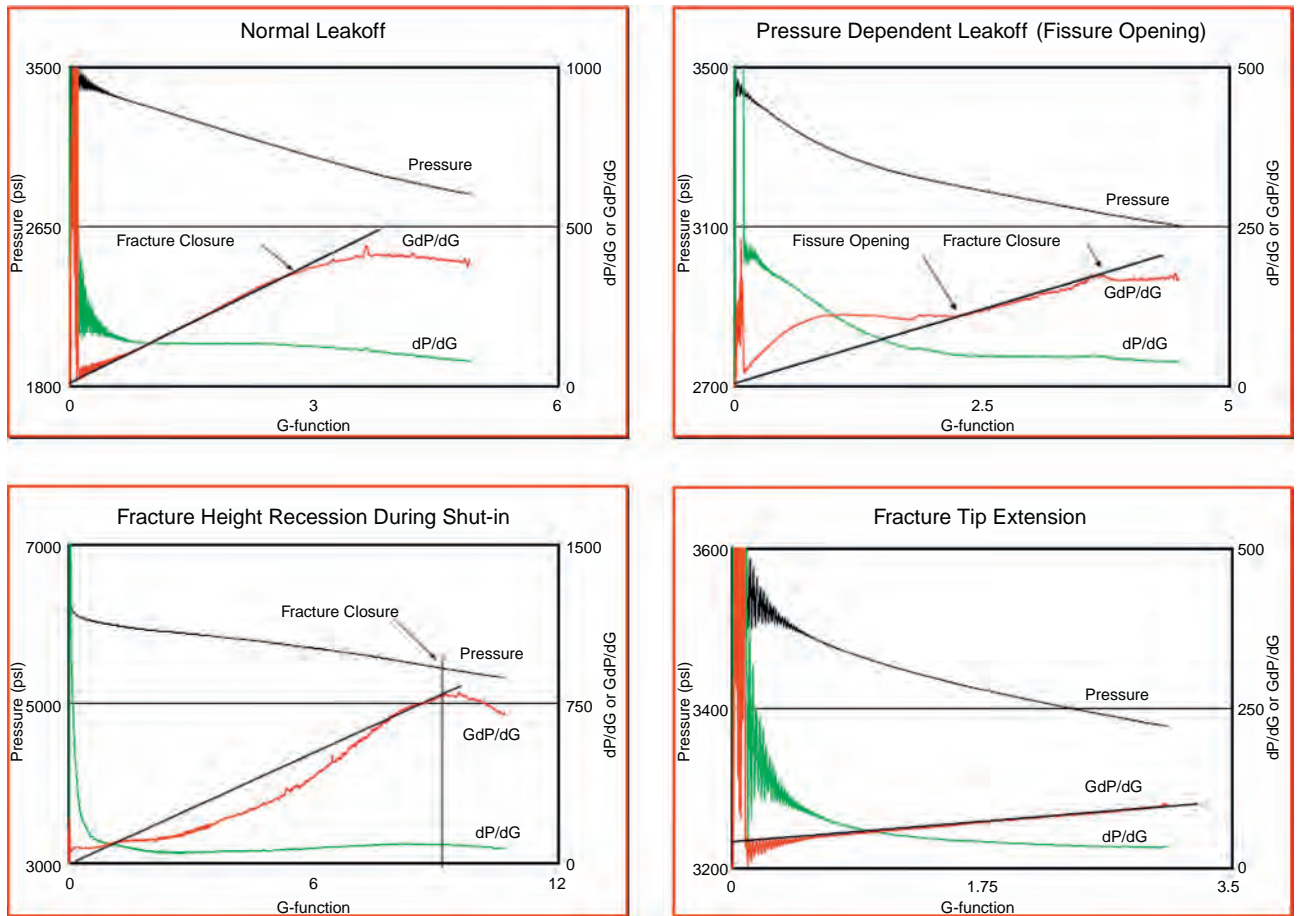 Normal Leakoff
3500
1000
Pressure
Pressure (psl)
2650
500
dP/dG or GdP/dG
Fracture Closure
GdP/dG
dP/dG
1800
0
0
3
6
G-function
Pressure Dependent Leakoff (Fissure Opening)
3500
500
Pressure
Pressure (psl)
3100
250
dP/dG or GdP/dG
Fissure Opening
Fracture Closure
GdP/dG
dP/dG
2700
0
0
2.5
5
G-function
Fracture Height Recession During Shut-in
7000
1500
Fracture Closure
Pressure
Pressure (psl)
5000
750
dP/dG or GdP/dG
GdP/dG
dP/dG
3000
0
0
6
12
G-function
Fracture Tip Extension
3600
500
Pressure
Pressure (psl)
3400
250
dP/dG or GdP/dG
GdP/dG
dP/dG
3200
0
0
1.75
3.5
G-function